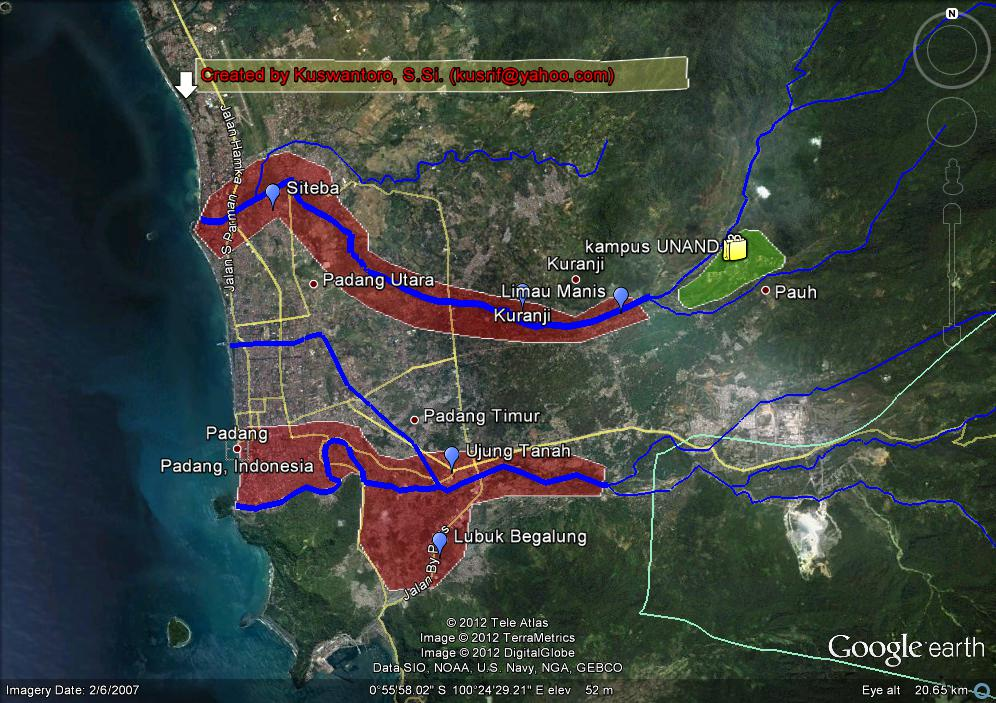 N
Created by Kuswantoro, S.Si. (kusrif@yahoo.com)
Jalan Hamka
Siteba
Jalan S Parman
kampus UNAND
Kuranji
Padang Utara
Limau Manis
Pauh
Kuranji
Padang Timur
Padang
Ujung Tanah
Padang, Indonesia
Lubuk Begalung
Jalan By P s
© 2012 Tele Atlas
Image © 2012 TerraMetrics
Image © 2012 DigitalGlobe
Data SIO, NOAA, U.S. Navy, NGA, GEBCO
Google earth
Imagery Date: 2/6/2007
0°55'58.02" S 100°24'29.21" E elev 52 m
Eye alt 20.65 km